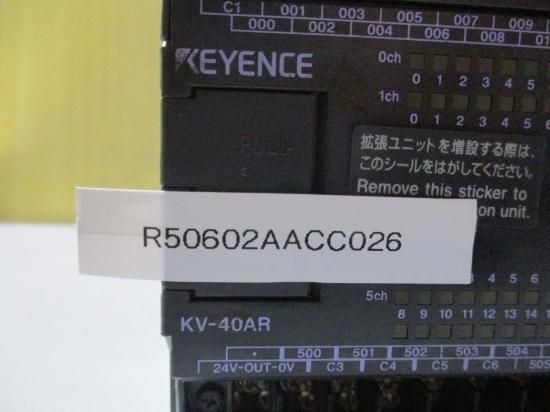 C1 001 003 005 007 009
000 002 004 006 008
KEYENCE
0ch
0 1 2 3 4 5
1ch
0 1 2 3 4 5
PULL
拡張ユニットを増設する際は、
このシールをはがしてください。
Remove this sticker to
on unit.
R50602AACC026
5ch
8 9 10 11 12 13 14
KV-40AR
• 500 501 502 503 504
24V-OUT-0V C3 C4 C5 C6 505